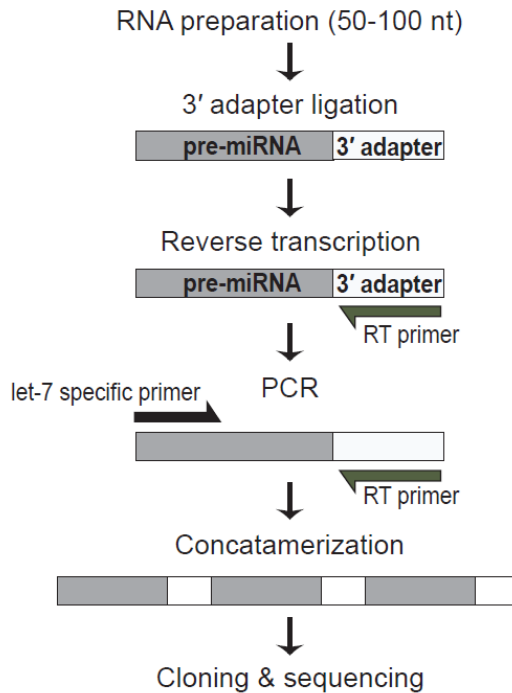 RNA preparation (50-100 nt)
3′ adapter ligation
pre-miRNA 3′ adapter
Reverse transcription
pre-miRNA 3′ adapter
RT primer
PCR
let-7 specific primer
RT primer
Concatamerization
Cloning & sequencing